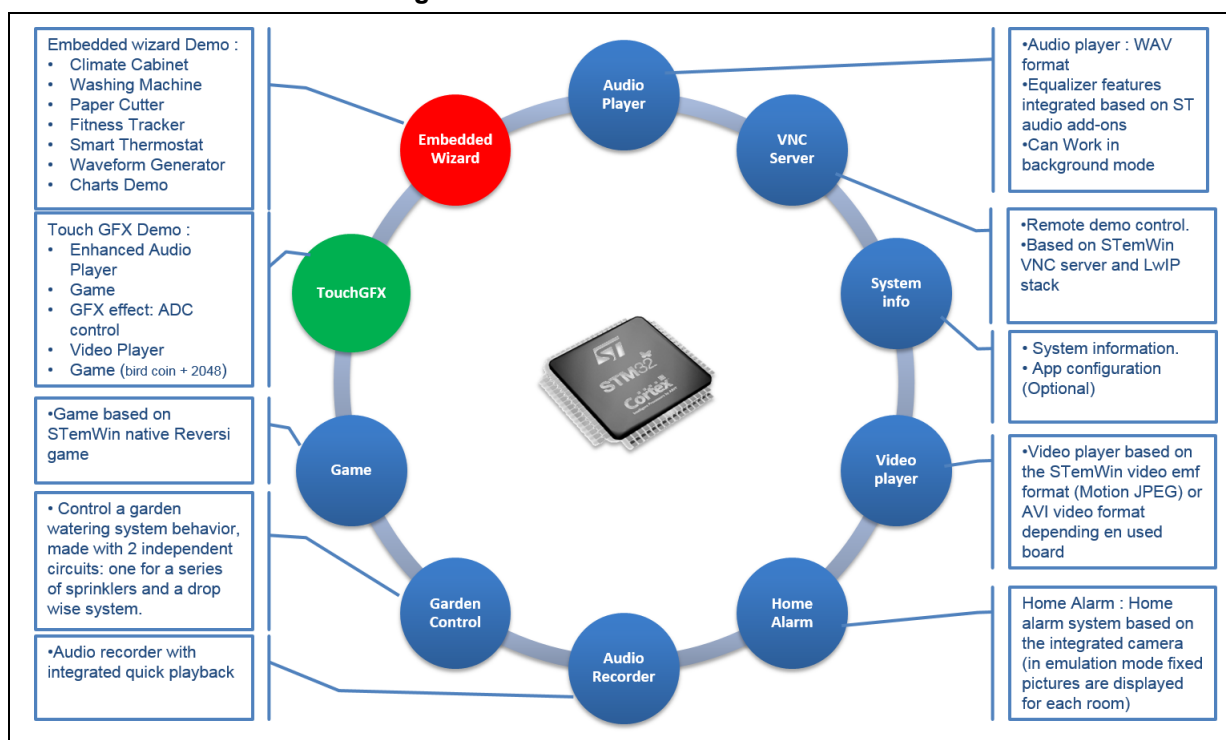 Embedded wizard Demo :
• Climate Cabinet
• Washing Machine
• Paper Cutter
• Fitness Tracker
• Smart Thermostat
• Waveform Generator
• Charts Demo
Touch GFX Demo :
• Enhanced Audio
Player
• Game
• GFX effect: ADC
control
• Video Player
• Game (bird coin + 2048)
•Game based on
STemWin native Reversi
game
• Control a garden
watering system behavior,
made with 2 independent
circuits: one for a series
of sprinklers and a drop
wise system.
•Audio recorder with
integrated quick playback
Audio
Player
VNC
Server
System
info
Video
player
Home
Alarm
Audio
Recorder
Garden
Control
Game
TouchGFX
Embedded
Wizard
ST
STM32
Cortex
•Audio player : WAV
format
•Equalizer features
integrated based on ST
audio add-ons
•Can Work in
background mode
•Remote demo control.
•Based on STemWin
VNC server and LwIP
stack
• System information.
• App configuration
(Optional)
•Video player based on
the STemWin video emf
format (Motion JPEG) or
AVI video format
depending en used
board
Home Alarm : Home
alarm system based on
the integrated camera
(in emulation mode fixed
pictures are displayed
for each room)